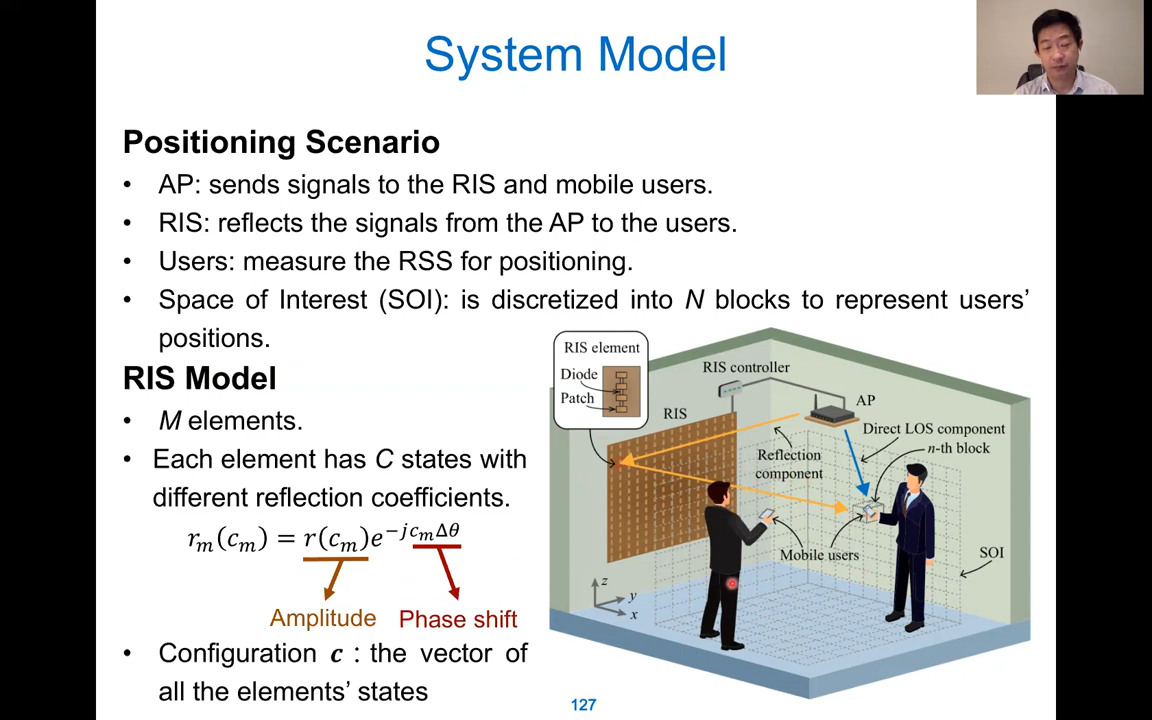 System Model
Positioning Scenario
• AP: sends signals to the RIS and mobile users.
• RIS: reflects the signals from the AP to the users.
• Users: measure the RSS for positioning.
• Space of Interest (SOI): is discretized into N blocks to represent users’
positions.
RIS Model
• M elements.
• Each element has C states with
different reflection coefficients.
r_m(c_m) = r(c_m)e^{−jc_mΔθ}
Amplitude Phase shift
• Configuration c : the vector of
all the elements’ states
RIS element
Diode
Patch
RIS controller
RIS
AP
Direct LOS component
n-th block
Reflection
component
Mobile users
SOI
z
y
x
127